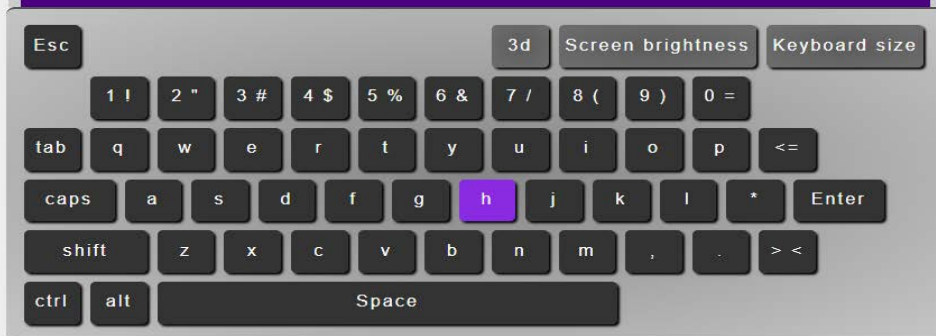 Esc 3d Screen brightness Keyboard size
1 ! 2 " 3 # 4 $ 5 % 6 & 7 / 8 ( 9 ) 0 =
tab q w e r t y u i o p <=
caps a s d f g h j k l * Enter
shift z x c v b n m , . > <
ctrl alt Space